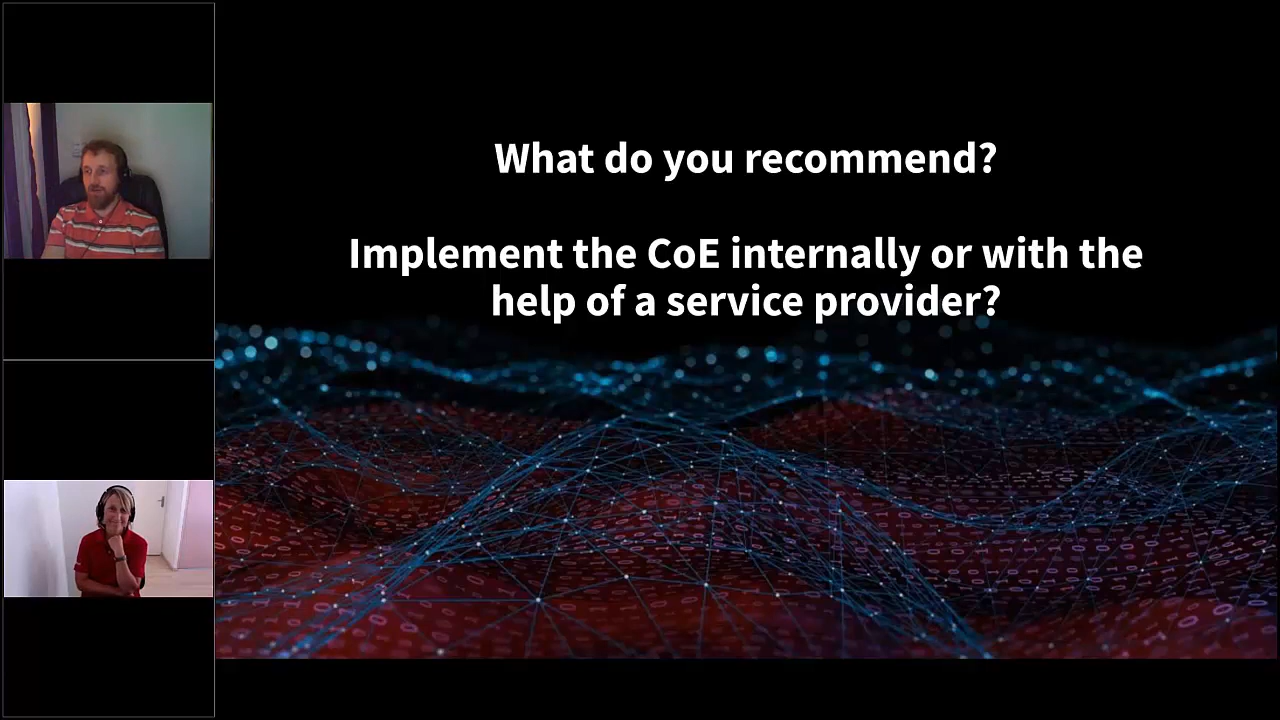 What do you recommend?
Implement the CoE internally or with the
help of a service provider?